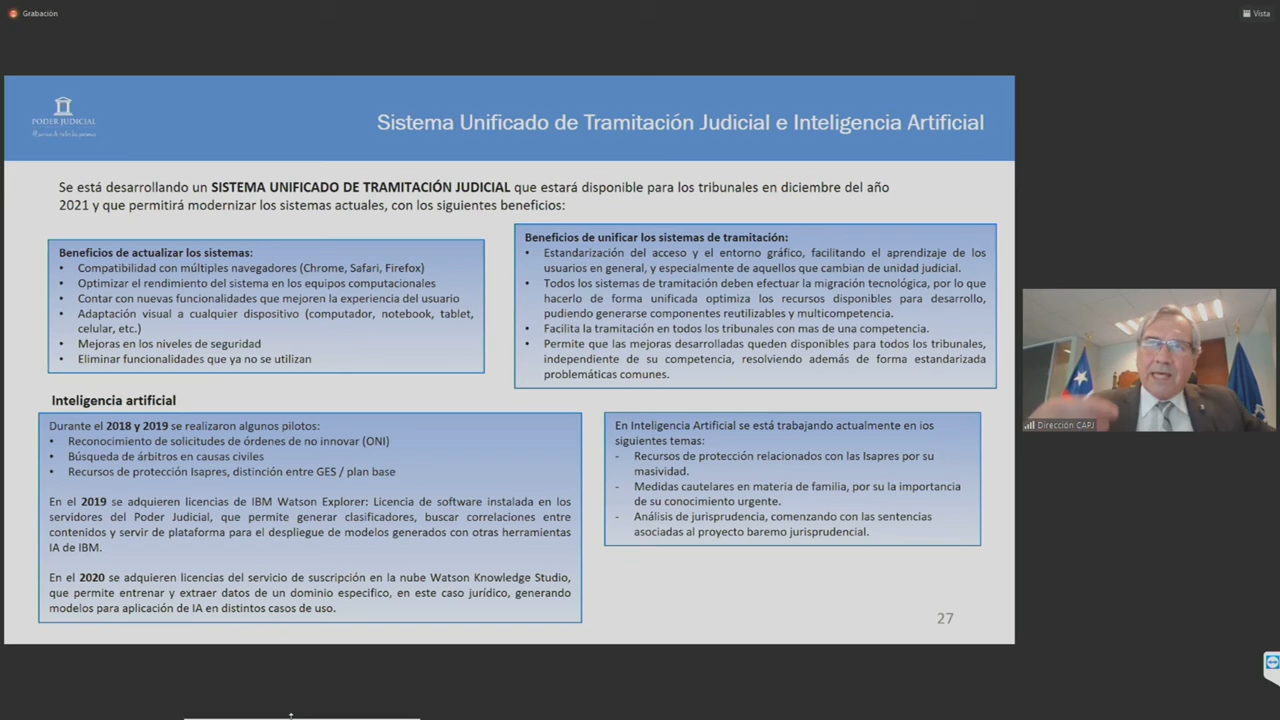 Grabación
Vista
PODER JUDICIAL
Sistema Unificado de Tramitación Judicial e Inteligencia Artificial
Se está desarrollando un SISTEMA UNIFICADO DE TRAMITACIÓN JUDICIAL que estará disponible para los tribunales en diciembre del año
2021 y que permitirá modernizar los sistemas actuales, con los siguientes beneficios:
Beneficios de actualizar los sistemas:
• Compatibilidad con múltiples navegadores (Chrome, Safari, Firefox)
• Optimizar el rendimiento del sistema en los equipos computacionales
• Contar con nuevas funcionalidades que mejoren la experiencia del usuario
• Adaptación visual a cualquier dispositivo (computador, notebook, tablet,
celular, etc.)
• Mejoras en los niveles de seguridad
• Eliminar funcionalidades que ya no se utilizan
Beneficios de unificar los sistemas de tramitación:
• Estandarización del acceso y el entorno gráfico, facilitando el aprendizaje de los
usuarios en general, y especialmente de aquellos que cambian de unidad judicial.
• Todos los sistemas de tramitación deben efectuar la migración tecnológica, por lo que
hacerlo de forma unificada optimiza los recursos disponibles para desarrollo,
pudiendo generarse componentes reutilizables y multicompetencia.
• Facilita la tramitación en todos los tribunales con mas de una competencia.
• Permite que las mejoras desarrolladas queden disponibles para todos los tribunales,
independiente de su competencia, resolviendo además de forma estandarizada
problemáticas comunes.
Inteligencia artificial
Durante el 2018 y 2019 se realizaron algunos pilotos:
• Reconocimiento de solicitudes de órdenes de no innovar (ONI)
• Búsqueda de árbitros en causas civiles
• Recursos de protección Isapres, distinción entre GES / plan base
En el 2019 se adquieren licencias de IBM Watson Explorer: Licencia de software instalada en los
servidores del Poder Judicial, que permite generar clasificadores, buscar correlaciones entre
contenidos y servir de plataforma para el despliegue de modelos generados con otras herramientas
IA de IBM.
En el 2020 se adquieren licencias del servicio de suscripción en la nube Watson Knowledge Studio,
que permite entrenar y extraer datos de un dominio especifico, en este caso jurídico, generando
modelos para aplicación de IA en distintos casos de uso.
En Inteligencia Artificial se está trabajando actualmente en los
siguientes temas:
- Recursos de protección relacionados con las Isapres por su
masividad.
- Medidas cautelares en materia de familia, por su la importancia
de su conocimiento urgente.
- Análisis de jurisprudencia, comenzando con las sentencias
asociadas al proyecto baremo jurisprudencial.
27
Dirección CAPJ